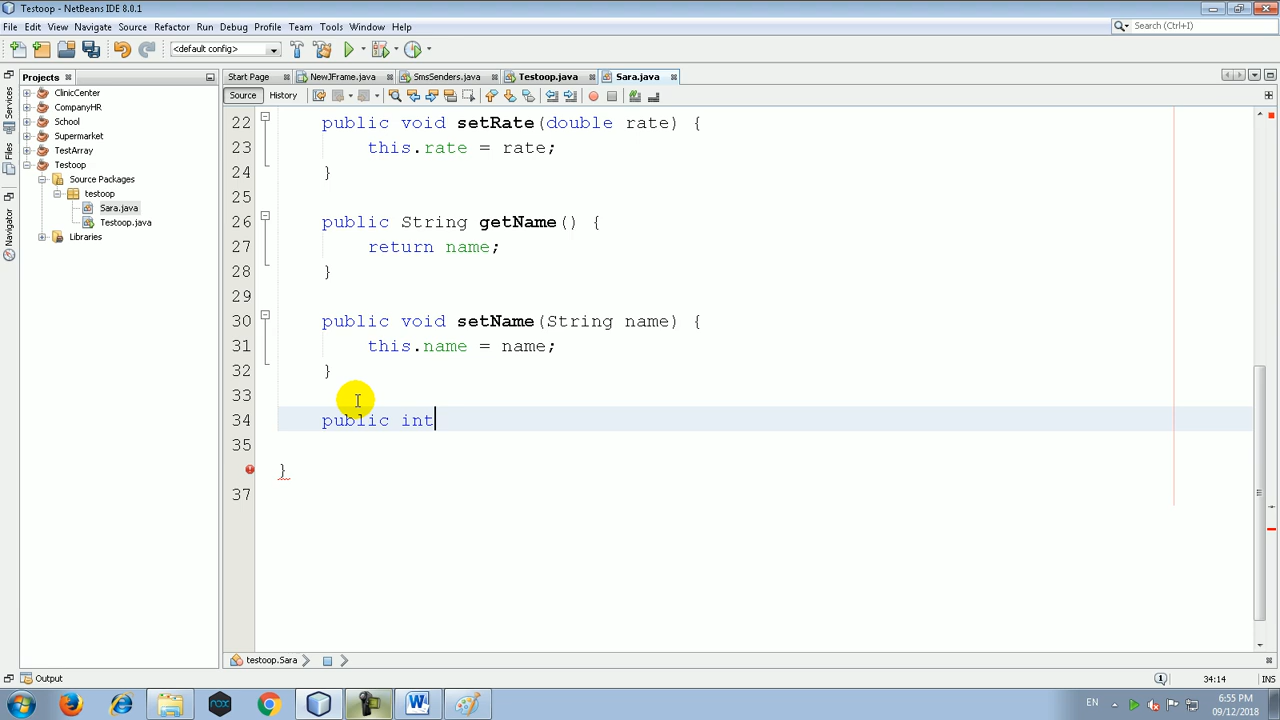 Testoop - NetBeans IDE 8.0.1
File Edit View Navigate Source Refactor Run Debug Profile Team Tools Window Help
Search (Ctrl+I)
<default config>
Projects
Start Page NewJFrame.java SmsSenders.java Testoop.java Sara.java
Source History
Services
Files
Navigator
ClinicCenter
CompanyHR
School
Supermarket
TestArray
Testoop
Source Packages
testoop
Sara.java
Testoop.java
Libraries
22 public void setRate(double rate) {
23 this.rate = rate;
24 }
25
26 public String getName() {
27 return name;
28 }
29
30 public void setName(String name) {
31 this.name = name;
32 }
33
34 public int
35
}
37
testoop.Sara
Output
1 34:14 INS
nox
EN
6:55 PM
09/12/2018